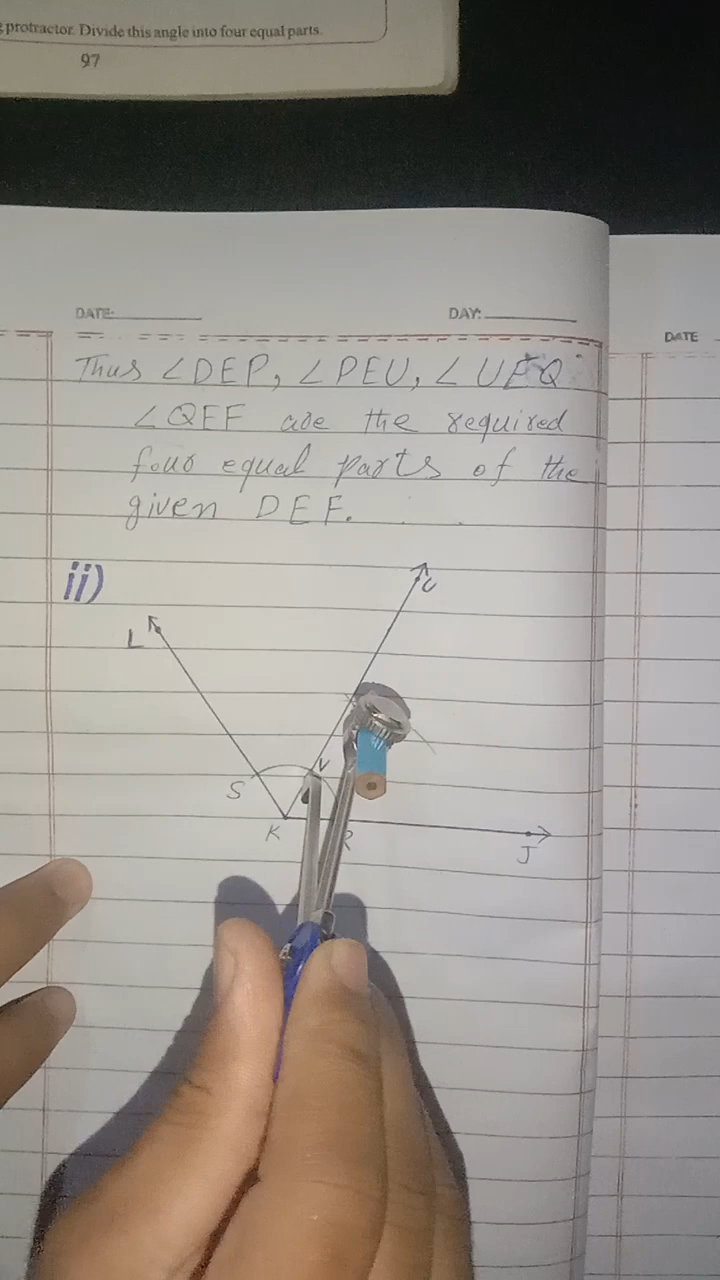 protractor. Divide this angle into four equal parts.
97
DATE:
DAY:
DATE
Thus ∠DEP, ∠PEU, ∠UEQ
∠QEF are the required
four equal parts of the
given DEF.
ii)
U
L
V
S
K
R
J